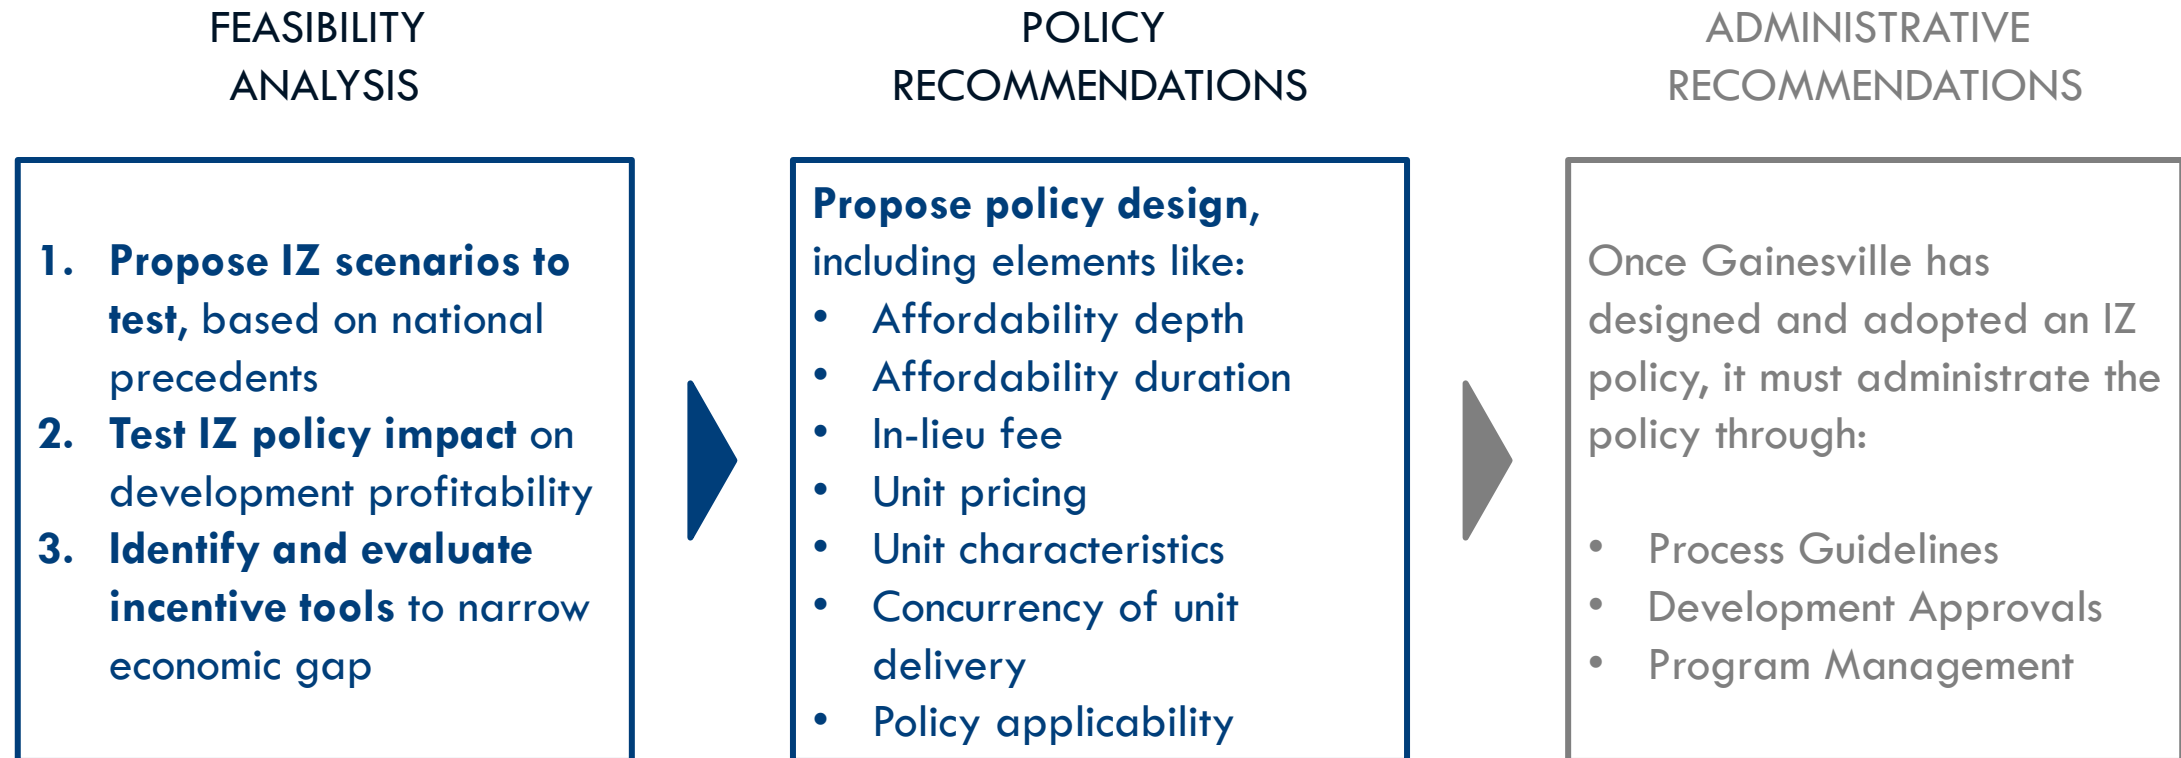 FEASIBILITY
ANALYSIS
1. Propose IZ scenarios to
test, based on national
precedents
2. Test IZ policy impact on
development profitability
3. Identify and evaluate
incentive tools to narrow
economic gap
POLICY
RECOMMENDATIONS
Propose policy design,
including elements like:
• Affordability depth
• Affordability duration
• In-lieu fee
• Unit pricing
• Unit characteristics
• Concurrency of unit
delivery
• Policy applicability
ADMINISTRATIVE
RECOMMENDATIONS
Once Gainesville has
designed and adopted an IZ
policy, it must administrate the
policy through:
• Process Guidelines
• Development Approvals
• Program Management